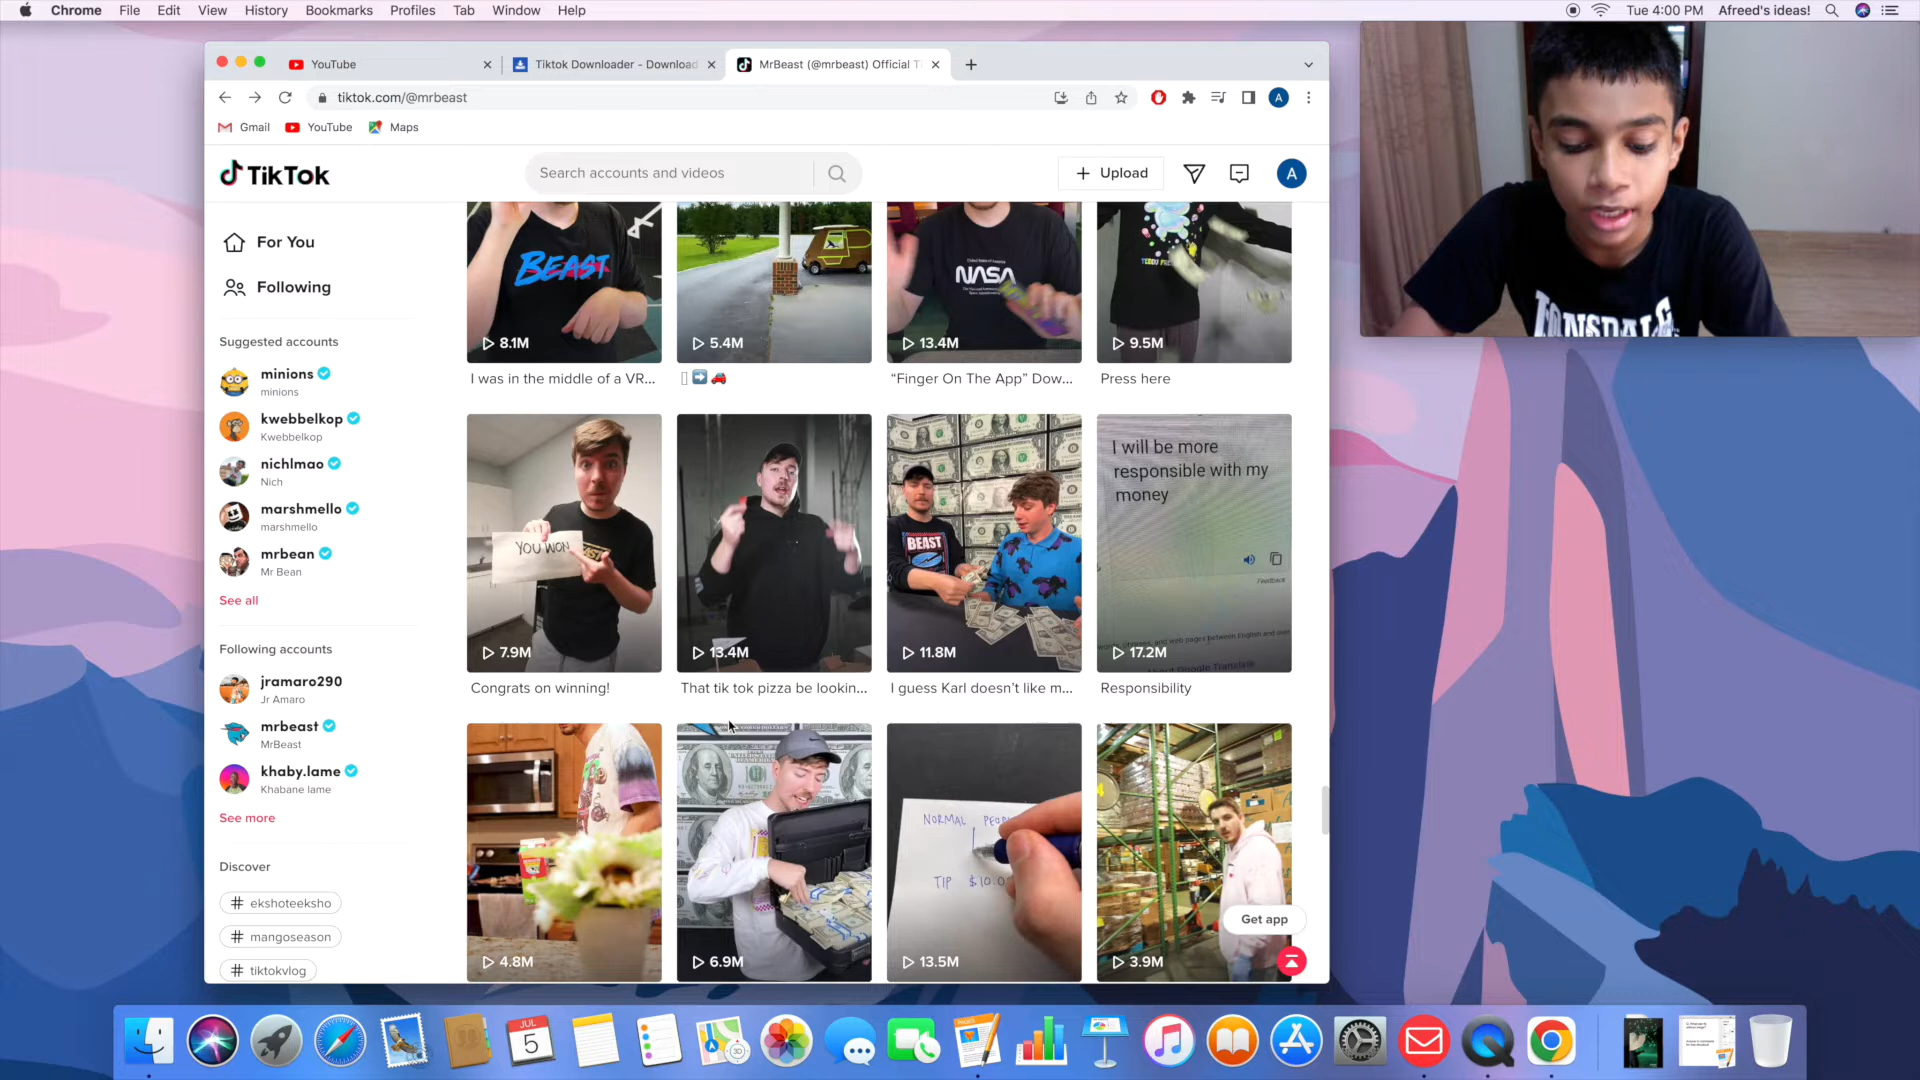 Chrome File Edit View History Bookmarks Profiles Tab Window Help
Tue 4:00 PM Afreed's ideas!
YouTube
Tiktok Downloader - Download
MrBeast (@mrbeast) Official T
tiktok.com/@mrbeast
A
Gmail YouTube Maps
TikTok
Search accounts and videos
Upload
A
For You
Following
Suggested accounts
minions
minions
kwebbelkop
Kwebbelkop
nichlmao
Nich
marshmello
marshmello
mrbean
Mr Bean
See all
Following accounts
jramaro290
Jr Amaro
mrbeast
MrBeast
khaby.lame
Khabane lame
See more
Discover
# ekshoteeksho
# mangoseason
# tiktokvlog
BEAST
NASA
8.1M
5.4M
13.4M
9.5M
I was in the middle of a VR...
➡️ 🚗
“Finger On The App” Dow...
Press here
YOU WON
BEAST
I will be more
responsible with my
money
Feedback
7.9M
13.4M
11.8M
17.2M
Congrats on winning!
That tik tok pizza be lookin...
I guess Karl doesn't like m...
Responsibility
NORMAL PEOP
TIP $10.0
4.8M
6.9M
13.5M
3.9M
Get app
LONSDALE
JUL
5